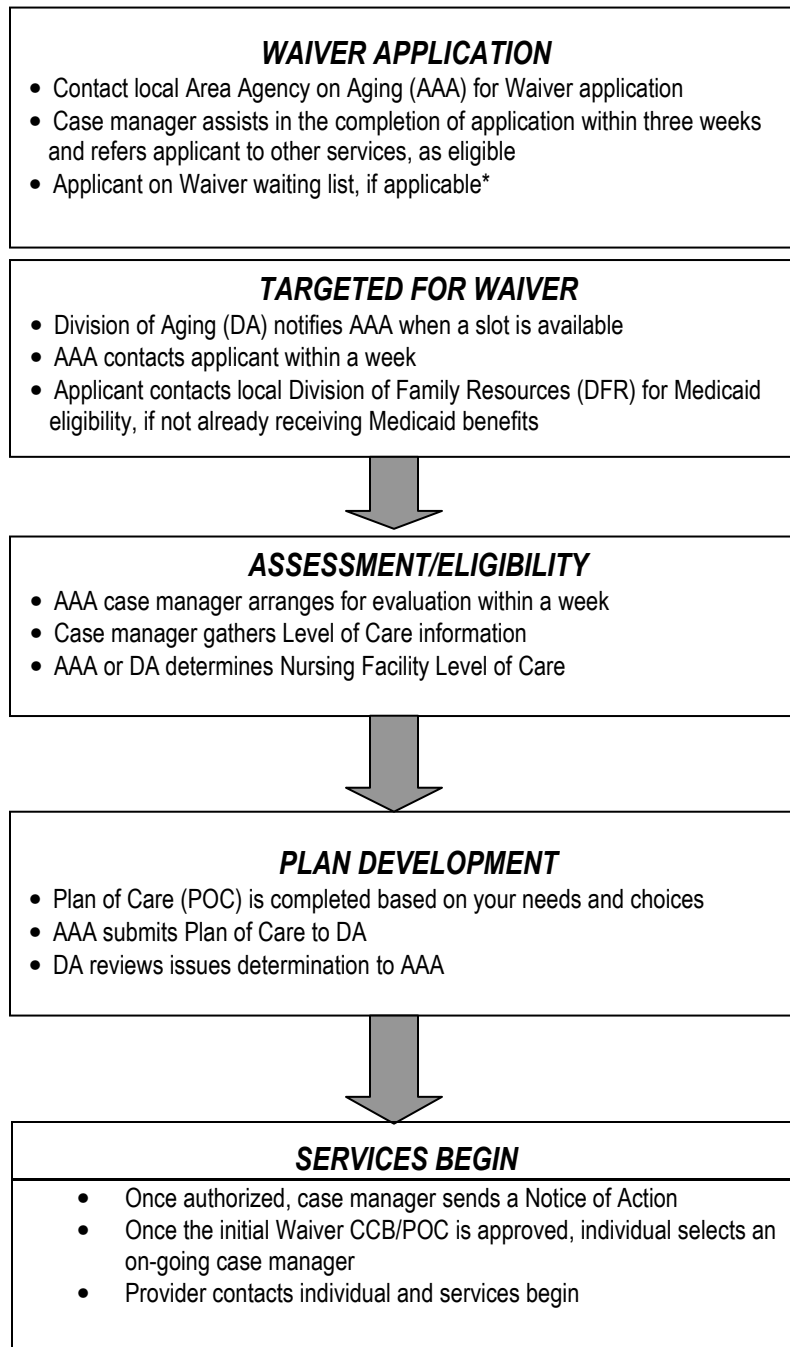 WAIVER APPLICATION
• Contact local Area Agency on Aging (AAA) for Waiver application
• Case manager assists in the completion of application within three weeks
and refers applicant to other services, as eligible
• Applicant on Waiver waiting list, if applicable*
TARGETED FOR WAIVER
• Division of Aging (DA) notifies AAA when a slot is available
• AAA contacts applicant within a week
• Applicant contacts local Division of Family Resources (DFR) for Medicaid
eligibility, if not already receiving Medicaid benefits
ASSESSMENT/ELIGIBILITY
• AAA case manager arranges for evaluation within a week
• Case manager gathers Level of Care information
• AAA or DA determines Nursing Facility Level of Care
PLAN DEVELOPMENT
• Plan of Care (POC) is completed based on your needs and choices
• AAA submits Plan of Care to DA
• DA reviews issues determination to AAA
SERVICES BEGIN
• Once authorized, case manager sends a Notice of Action
• Once the initial Waiver CCB/POC is approved, individual selects an
on-going case manager
• Provider contacts individual and services begin